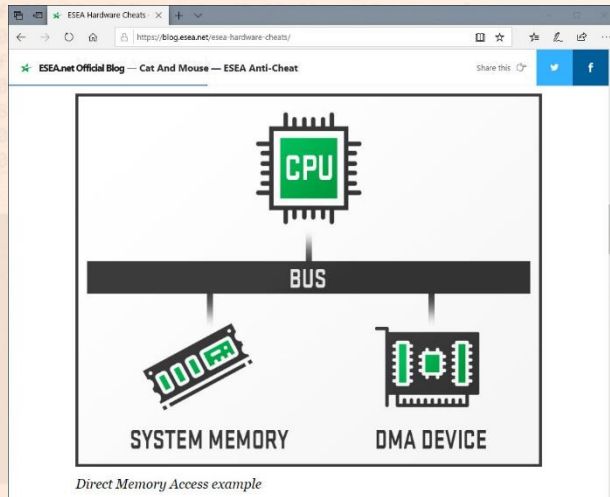 ESEA Hardware Cheats
https://blog.esea.net/esea-hardware-cheats/
ESEA.net Official Blog — Cat And Mouse — ESEA Anti-Cheat
Share this
CPU
BUS
SYSTEM MEMORY
DMA DEVICE
Direct Memory Access example